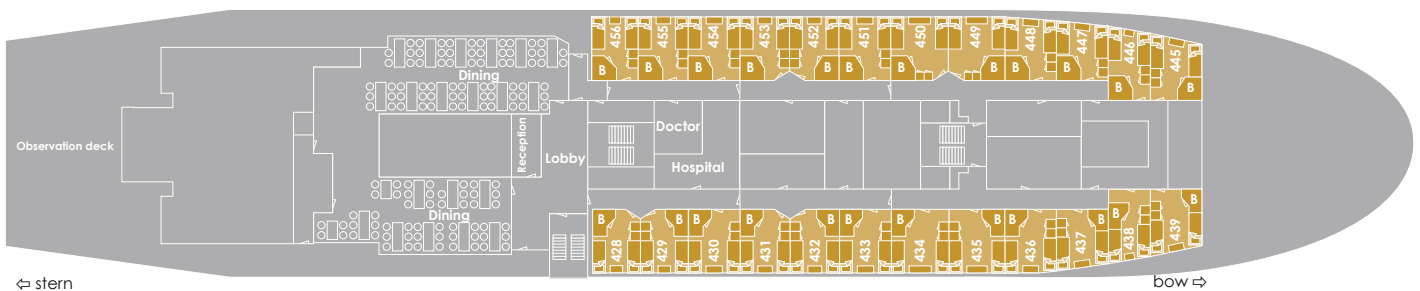 456 455 454 453 452 451 450 449 448 447 446 445
B B B B B B B B B B B B
Dining
Observation deck
Reception
Lobby
Doctor
Hospital
Dining
B B B B B B B B B B B B
428 429 430 431 432 433 434 435 436 437 438 439
⇦ stern
bow ⇨